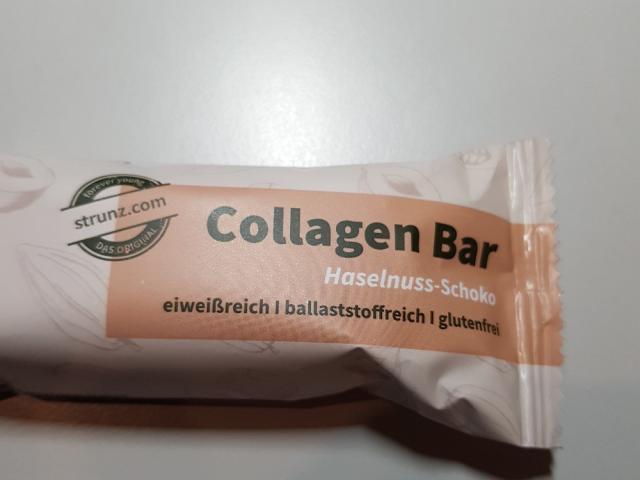 forever young
strunz.com
DAS ORIGINAL
Collagen Bar
Haselnuss-Schoko
eiweißreich I ballaststoffreich I glutenfrei